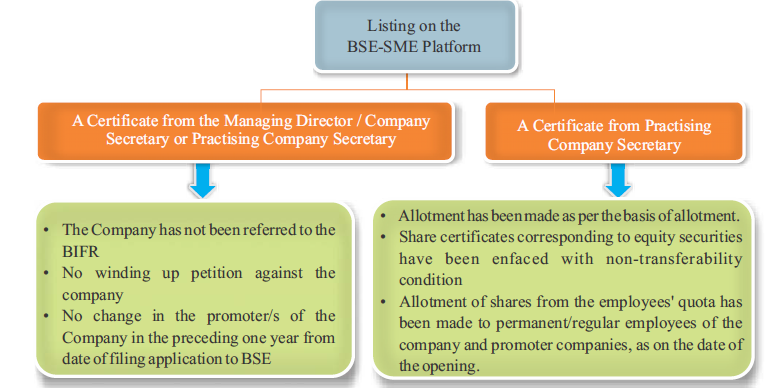 Listing on the
BSE-SME Platform
A Certificate from the Managing Director / Company
Secretary or Practising Company Secretary
A Certificate from Practising
Company Secretary
• The Company has not been referred to the
BIFR
• No winding up petition against the
company
• No change in the promoter/s of the
Company in the preceding one year from
date of filing application to BSE
• Allotment has been made as per the basis of allotment.
• Share certificates corresponding to equity securities
have been enfaced with non-transferability
condition
• Allotment of shares from the employees' quota has
been made to permanent/regular employees of the
company and promoter companies, as on the date of
the opening.